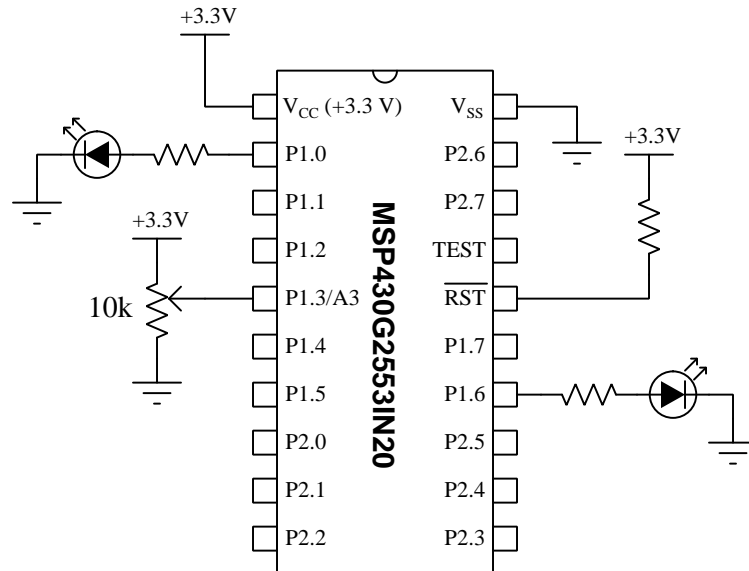 +3.3V
V_CC (+3.3 V)
V_SS
P1.0
P2.6
+3.3V
P1.1
P2.7
+3.3V
P1.2
TEST
10k
P1.3/A3
RST
P1.4
P1.7
P1.5
P1.6
P2.0
P2.5
P2.1
P2.4
P2.2
P2.3
MSP430G2553IN20